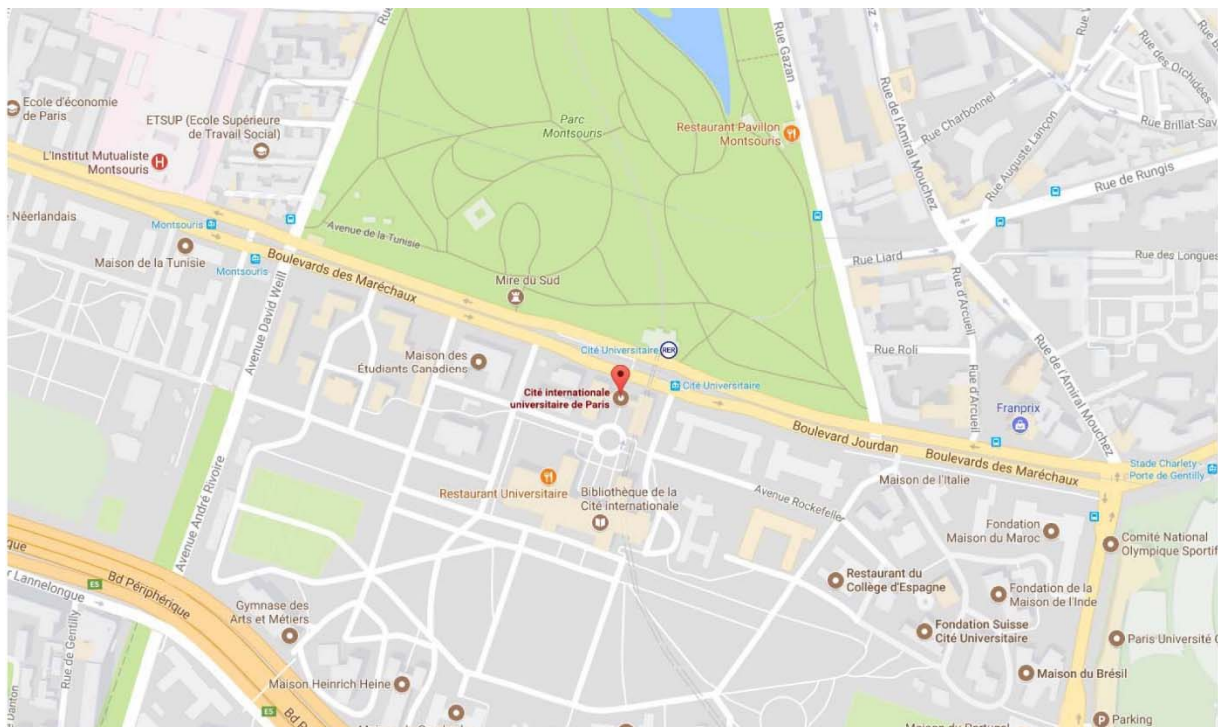 Rue Gazan
Rue de l'Amiral Mouchez
Rue des Orchidées
Ecole d'économie
de Paris
ETSUP (Ecole Supérieure
de Travail Social)
Parc
Montsouris
Restaurant Pavillon
Montsouris
Rue Charbonnel
Rue Brillat-Sav
L'Institut Mutualiste
Montsouris
H
Rue Auguste Lançon
Rue de Rungis
Néerlandais
Montsouris
Avenue de la Tunisie
Maison de la Tunisie
Montsouris
Boulevards des Maréchaux
Rue Liard
Rue des Longues
Mire du Sud
Avenue David Weill
Rue d'Arcueil
Cité Universitaire
RER
Rue Roli
Maison des
Étudiants Canadiens
Cité Universitaire
Cité internationale
universitaire de Paris
Rue d'Arcueil
Rue de l'Amiral Mouchez
Franprix
Boulevard Jourdan
Boulevards des Maréchaux
Stade Charlety -
Porte de Gentilly
Maison de l'Italie
Restaurant Universitaire
Bibliothèque de la
Cité internationale
Avenue Rockefeller
Avenue André Rivoire
Fondation
Maison du Maroc
Comité National
Olympique Sportif
que
Bd Périphérique
E5
Lannelongue
Restaurant du
Collège d'Espagne
Fondation de la
Maison de l'Inde
Gymnase des
Arts et Métiers
Rue de Gentilly
Fondation Suisse
Cité Universitaire
Paris Université
Maison Heinrich Heine
Maison du Brésil
Danton
E5
Bd P
P
Parking